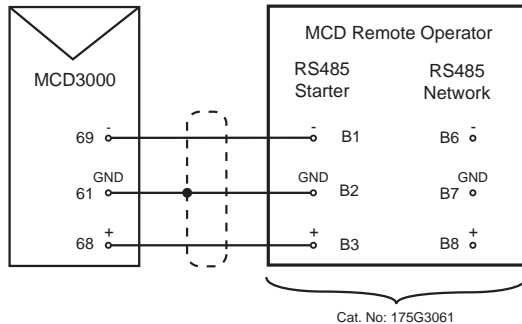 MCD Remote Operator
MCD3000
RS485 Starter
RS485 Network
69 - - B1 B6 -
61 GND GND B2 B7 GND
68 + + B3 B8 +
Cat. No: 175G3061